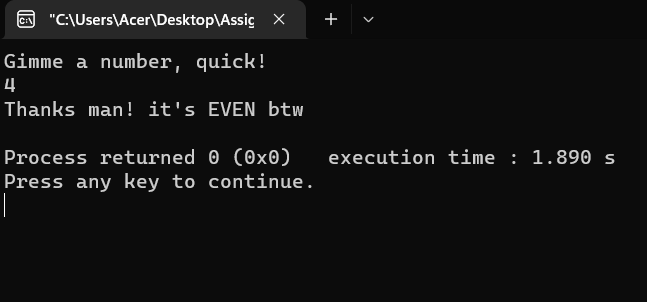 "C:\Users\Acer\Desktop\Assig
Gimme a number, quick!
4
Thanks man! it's EVEN btw
Process returned 0 (0x0)   execution time : 1.890 s
Press any key to continue.